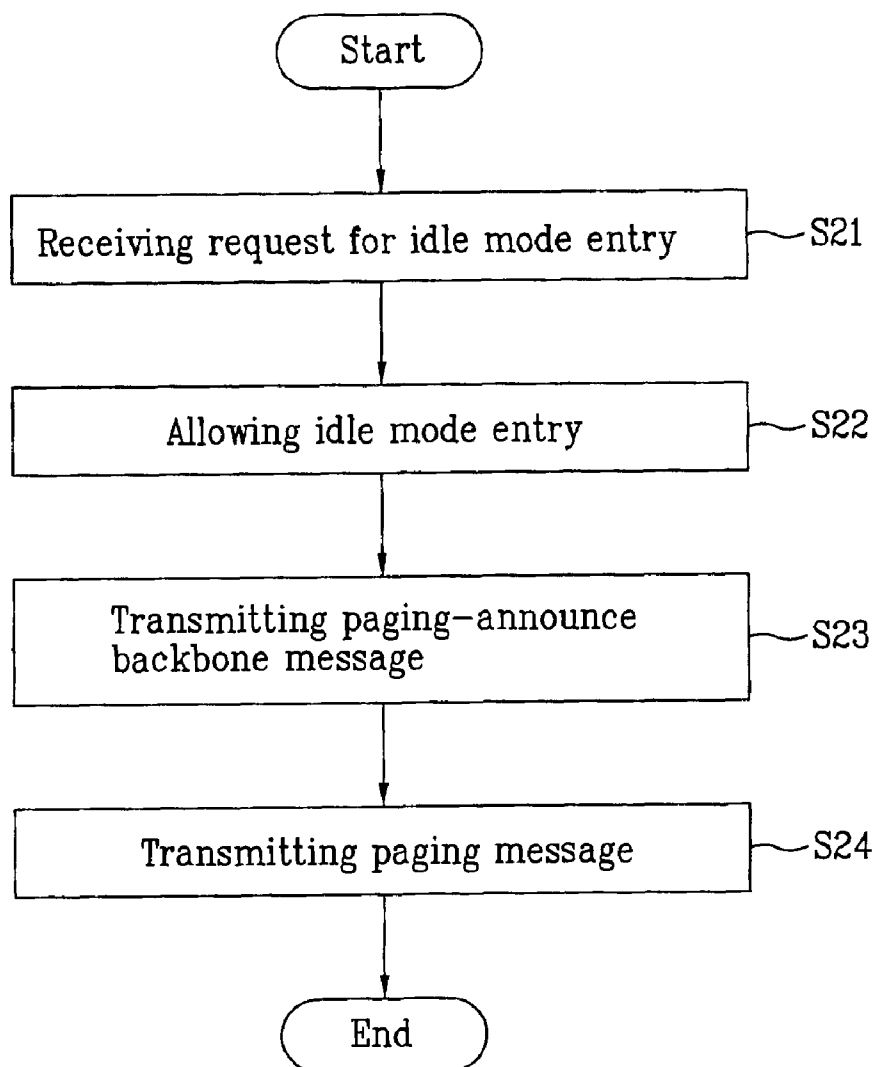 Start
Receiving request for idle mode entry
S21
Allowing idle mode entry
S22
Transmitting paging-announce
backbone message
S23
Transmitting paging message
S24
End